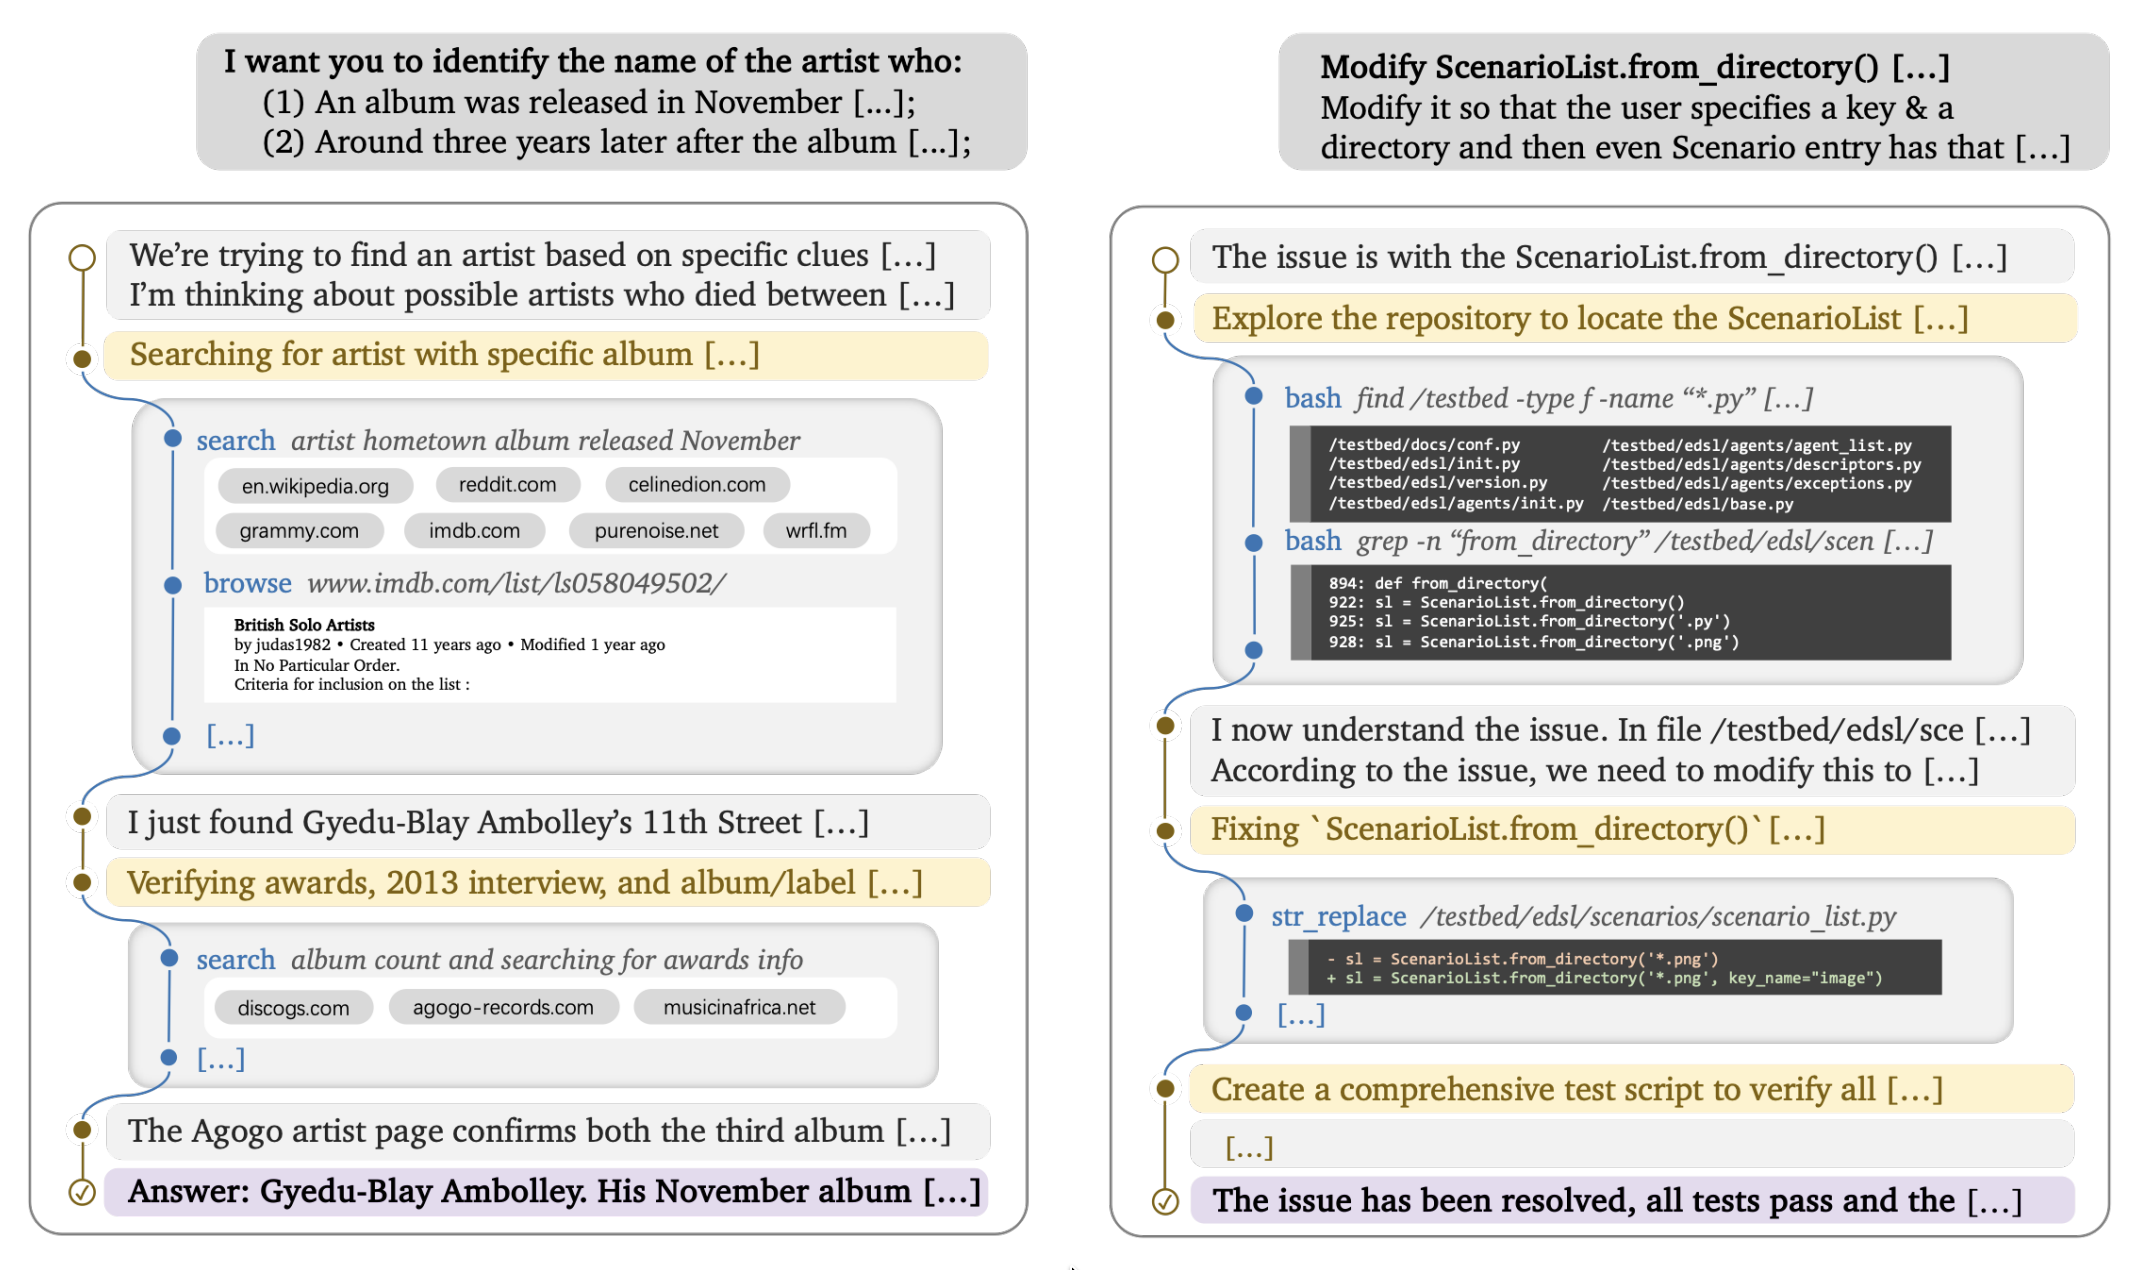 I want you to identify the name of the artist who:
(1) An album was released in November [...];
(2) Around three years later after the album [...];
We're trying to find an artist based on specific clues [...]
I'm thinking about possible artists who died between [...]
Searching for artist with specific album [...]
search artist hometown album released November
en.wikipedia.org reddit.com celinedion.com
grammy.com imdb.com purenoise.net wrfl.fm
browse www.imdb.com/list/ls058049502/
British Solo Artists
by judas1982 • Created 11 years ago • Modified 1 year ago
In No Particular Order.
Criteria for inclusion on the list :
[...]
I just found Gyedu-Blay Ambolley's 11th Street [...]
Verifying awards, 2013 interview, and album/label [...]
search album count and searching for awards info
discogs.com agogo-records.com musicinafrica.net
[...]
The Agogo artist page confirms both the third album [...]
Answer: Gyedu-Blay Ambolley. His November album [...]
Modify ScenarioList.from_directory() [...]
Modify it so that the user specifies a key & a
directory and then even Scenario entry has that [...]
The issue is with the ScenarioList.from_directory() [...]
Explore the repository to locate the ScenarioList [...]
bash find /testbed -type f -name “*.py” [...]
/testbed/docs/conf.py /testbed/edsl/agents/agent_list.py
/testbed/edsl/init.py /testbed/edsl/agents/descriptors.py
/testbed/edsl/version.py /testbed/edsl/agents/exceptions.py
/testbed/edsl/agents/init.py /testbed/edsl/base.py
bash grep -n “from_directory” /testbed/edsl/scen [...]
894: def from_directory(
922: sl = ScenarioList.from_directory()
925: sl = ScenarioList.from_directory('.py')
928: sl = ScenarioList.from_directory('.png')
I now understand the issue. In file /testbed/edsl/sce [...]
According to the issue, we need to modify this to [...]
Fixing `ScenarioList.from_directory()` [...]
str_replace /testbed/edsl/scenarios/scenario_list.py
- sl = ScenarioList.from_directory('*.png')
+ sl = ScenarioList.from_directory('*.png', key_name="image")
[...]
Create a comprehensive test script to verify all [...]
[...]
The issue has been resolved, all tests pass and the [...]